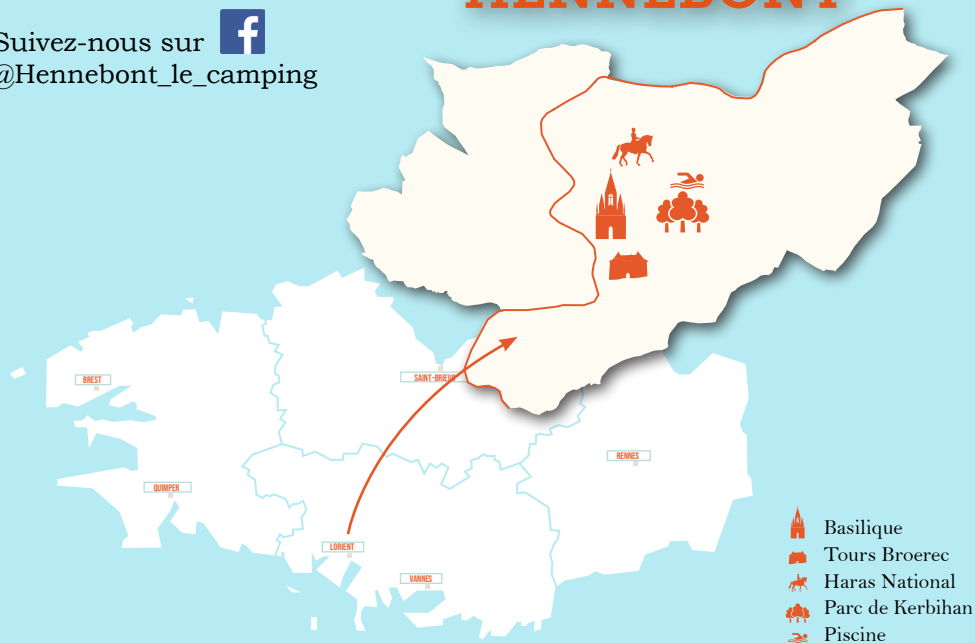 HENNEBONT
Suivez-nous sur
@Hennebont_le_camping
BREST
SAINT-BRIEUC
RENNES
QUIMPER
LORIENT
VANNES
Basilique
Tours Broerec
Haras National
Parc de Kerbihan
Piscine